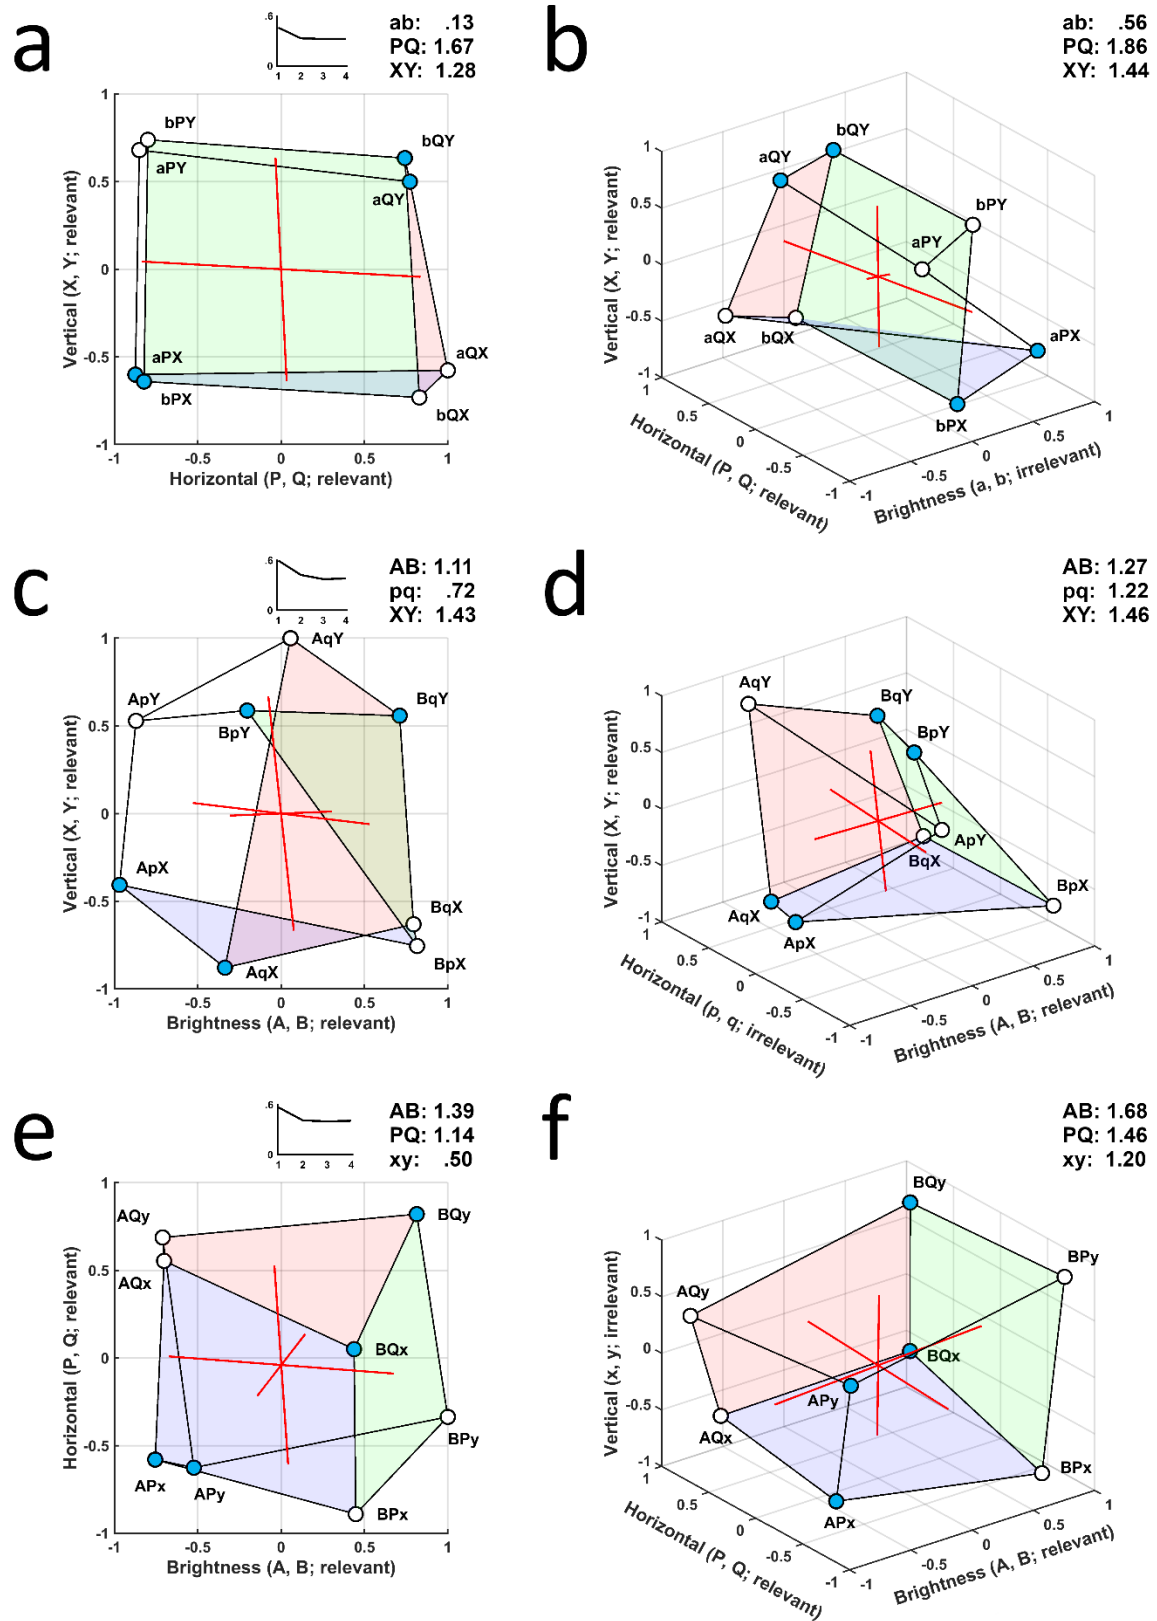 a
.6
0
1 2 3 4
ab: .13
PQ: 1.67
XY: 1.28
1
0.5
0
-0.5
-1
Vertical (X, Y; relevant)
bPY
aPY
bQY
aQY
aPX
bPX
aQX
bQX
-1 -0.5 0 0.5 1
Horizontal (P, Q; relevant)
b
ab: .56
PQ: 1.86
XY: 1.44
1
0.5
0
-0.5
-1
Vertical (X, Y; relevant)
bQY
aQY
bPY
aPY
aQX
bQX
aPX
bPX
1
0.5
0
-0.5
-1
Horizontal (P, Q; relevant)
-1
-0.5
0
0.5
1
Brightness (a, b; irrelevant)
c
.6
0
1 2 3 4
AB: 1.11
pq: .72
XY: 1.43
1
0.5
0
-0.5
-1
Vertical (X, Y; relevant)
AqY
ApY
BpY
BqY
ApX
AqX
BqX
BpX
-1 -0.5 0 0.5 1
Brightness (A, B; relevant)
d
AB: 1.27
pq: 1.22
XY: 1.46
1
0.5
0
-0.5
-1
Vertical (X, Y; relevant)
AqY
BqY
BpY
ApY
BqX
BpX
AqX
ApX
1
0.5
0
-0.5
-1
Horizontal (p, q; irrelevant)
-1
-0.5
0
0.5
1
Brightness (A, B; relevant)
e
.6
0
1 2 3 4
AB: 1.39
PQ: 1.14
xy: .50
1
0.5
0
-0.5
-1
Horizontal (P, Q; relevant)
AQy
AQx
BQy
BQx
BPy
APx
APy
BPx
-1 -0.5 0 0.5 1
Brightness (A, B; relevant)
f
AB: 1.68
PQ: 1.46
xy: 1.20
1
0.5
0
-0.5
-1
Vertical (x, y; irrelevant)
BQy
BPy
AQy
BQx
APy
AQx
BPx
APx
1
0.5
0
-0.5
-1
Horizontal (P, Q; relevant)
-1
-0.5
0
0.5
1
Brightness (A, B; relevant)